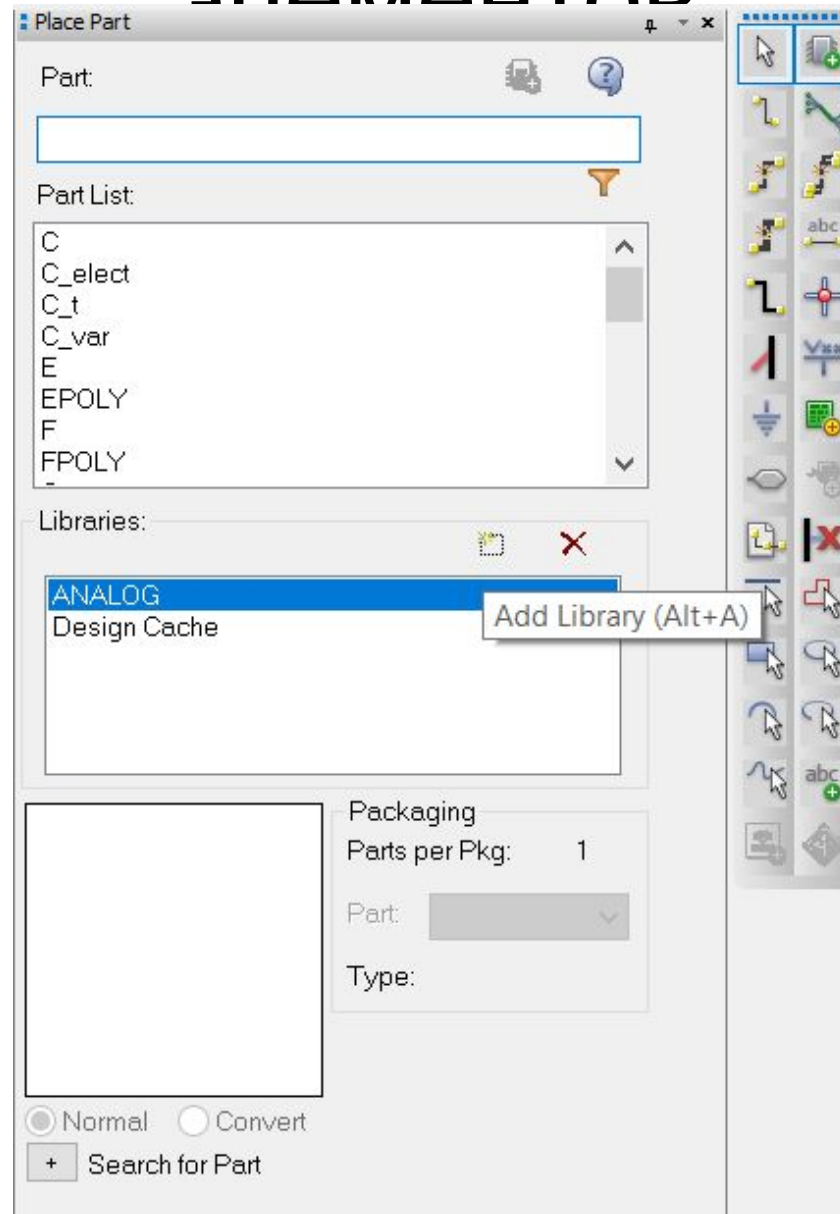 Place Part
Part:
Part List:
C
C_elect
C_t
C_var
E
EPOLY
F
FPOLY
Libraries:
ANALOG
Design Cache
Add Library (Alt+A)
Packaging
Parts per Pkg: 1
Part:
Type:
Normal Convert
+ Search for Part
abc
abc